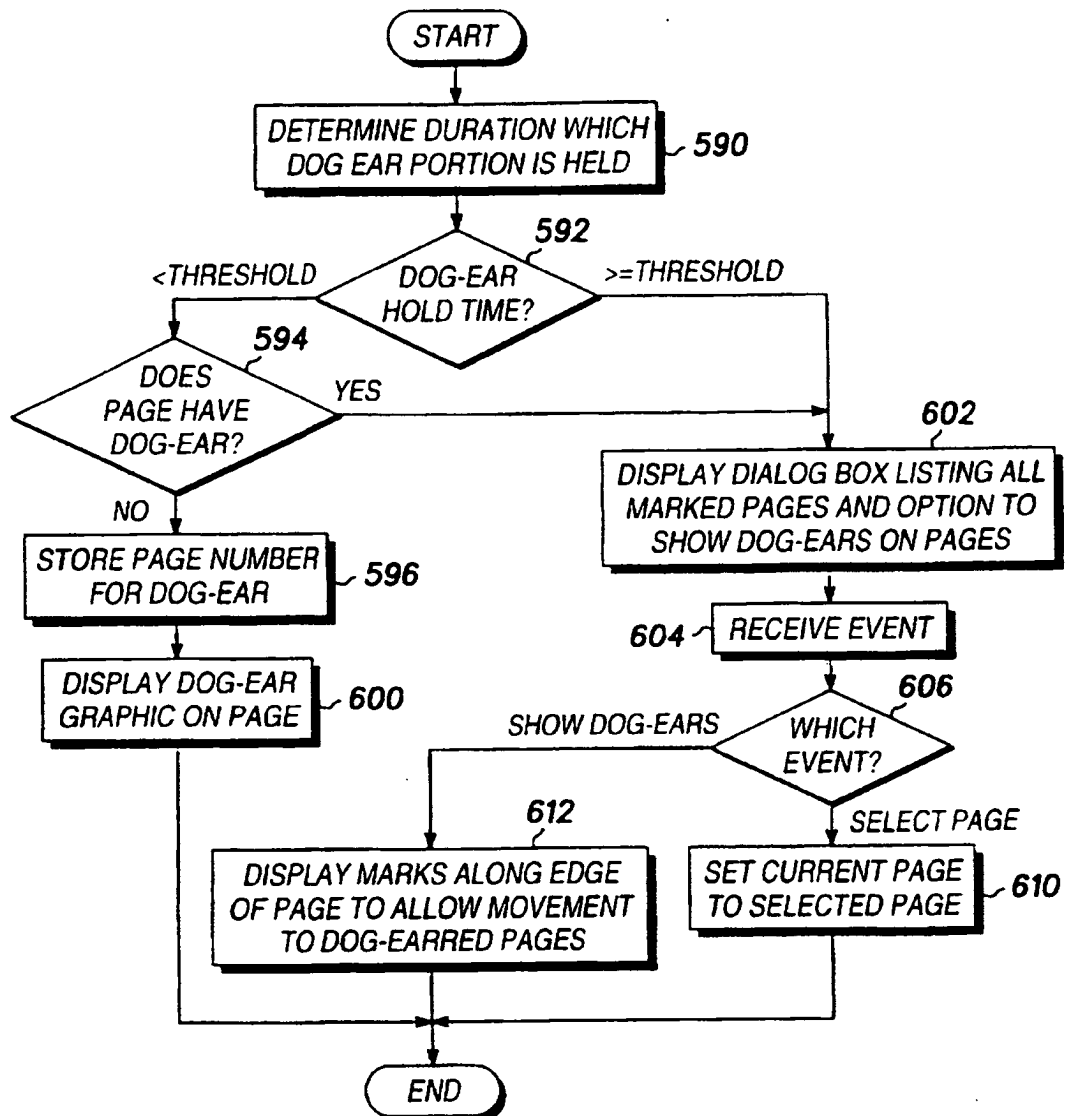 START
DETERMINE DURATION WHICH
DOG EAR PORTION IS HELD
590
592
<THRESHOLD
DOG-EAR
HOLD TIME?
>=THRESHOLD
594
DOES
PAGE HAVE
DOG-EAR?
YES
NO
602
DISPLAY DIALOG BOX LISTING ALL
MARKED PAGES AND OPTION TO
SHOW DOG-EARS ON PAGES
STORE PAGE NUMBER
FOR DOG-EAR
596
604
RECEIVE EVENT
DISPLAY DOG-EAR
GRAPHIC ON PAGE
600
606
SHOW DOG-EARS
WHICH
EVENT?
SELECT PAGE
612
DISPLAY MARKS ALONG EDGE
OF PAGE TO ALLOW MOVEMENT
TO DOG-EARRED PAGES
SET CURRENT PAGE
TO SELECTED PAGE
610
END